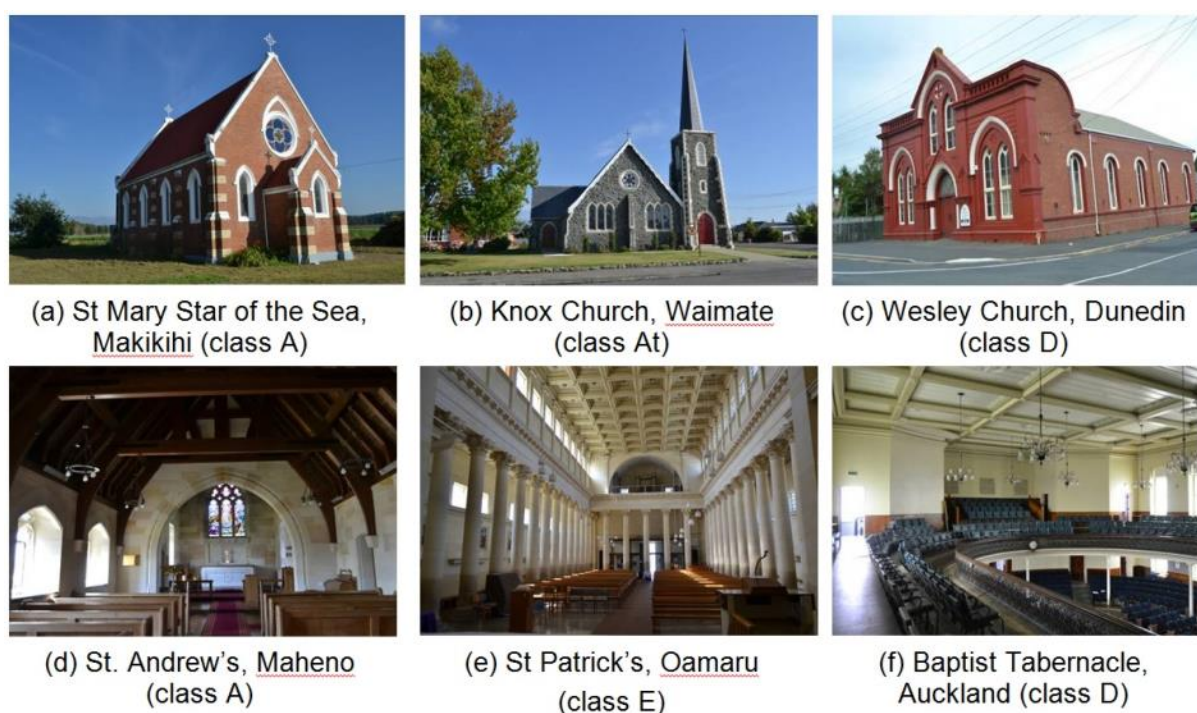 (a) St Mary Star of the Sea,
Makikihi (class A)
(b) Knox Church, Waimate
(class At)
(c) Wesley Church, Dunedin
(class D)
(d) St. Andrew's, Maheno
(class A)
(e) St Patrick's, Oamaru
(class E)
(f) Baptist Tabernacle,
Auckland (class D)